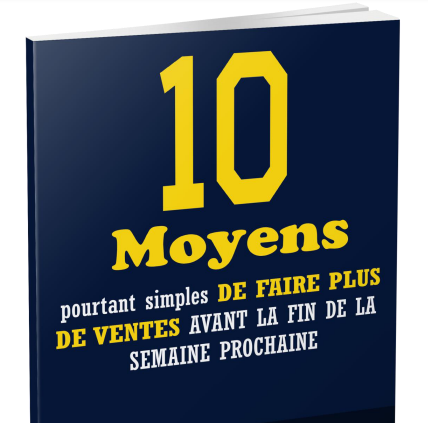 10
Moyens
pourtant simples DE FAIRE PLUS
DE VENTES AVANT LA FIN DE LA
SEMAINE PROCHAINE